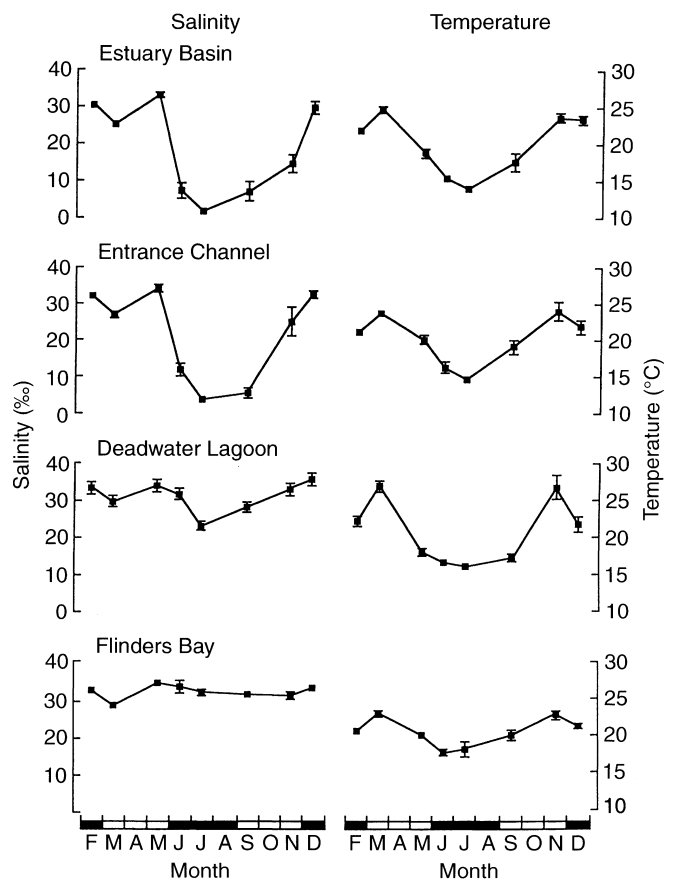 Salinity Temperature
Estuary Basin
40 30
30 25
20 20
10 15
0 10
Entrance Channel
40 30
30 25
20 20
10 15
0 10
Salinity (‰)
Temperature (°C)
Deadwater Lagoon
40 30
30 25
20 20
10 15
0 10
Flinders Bay
40 30
30 25
20 20
10 15
10
F M A M J J A S O N D F M A M J J A S O N D
Month Month